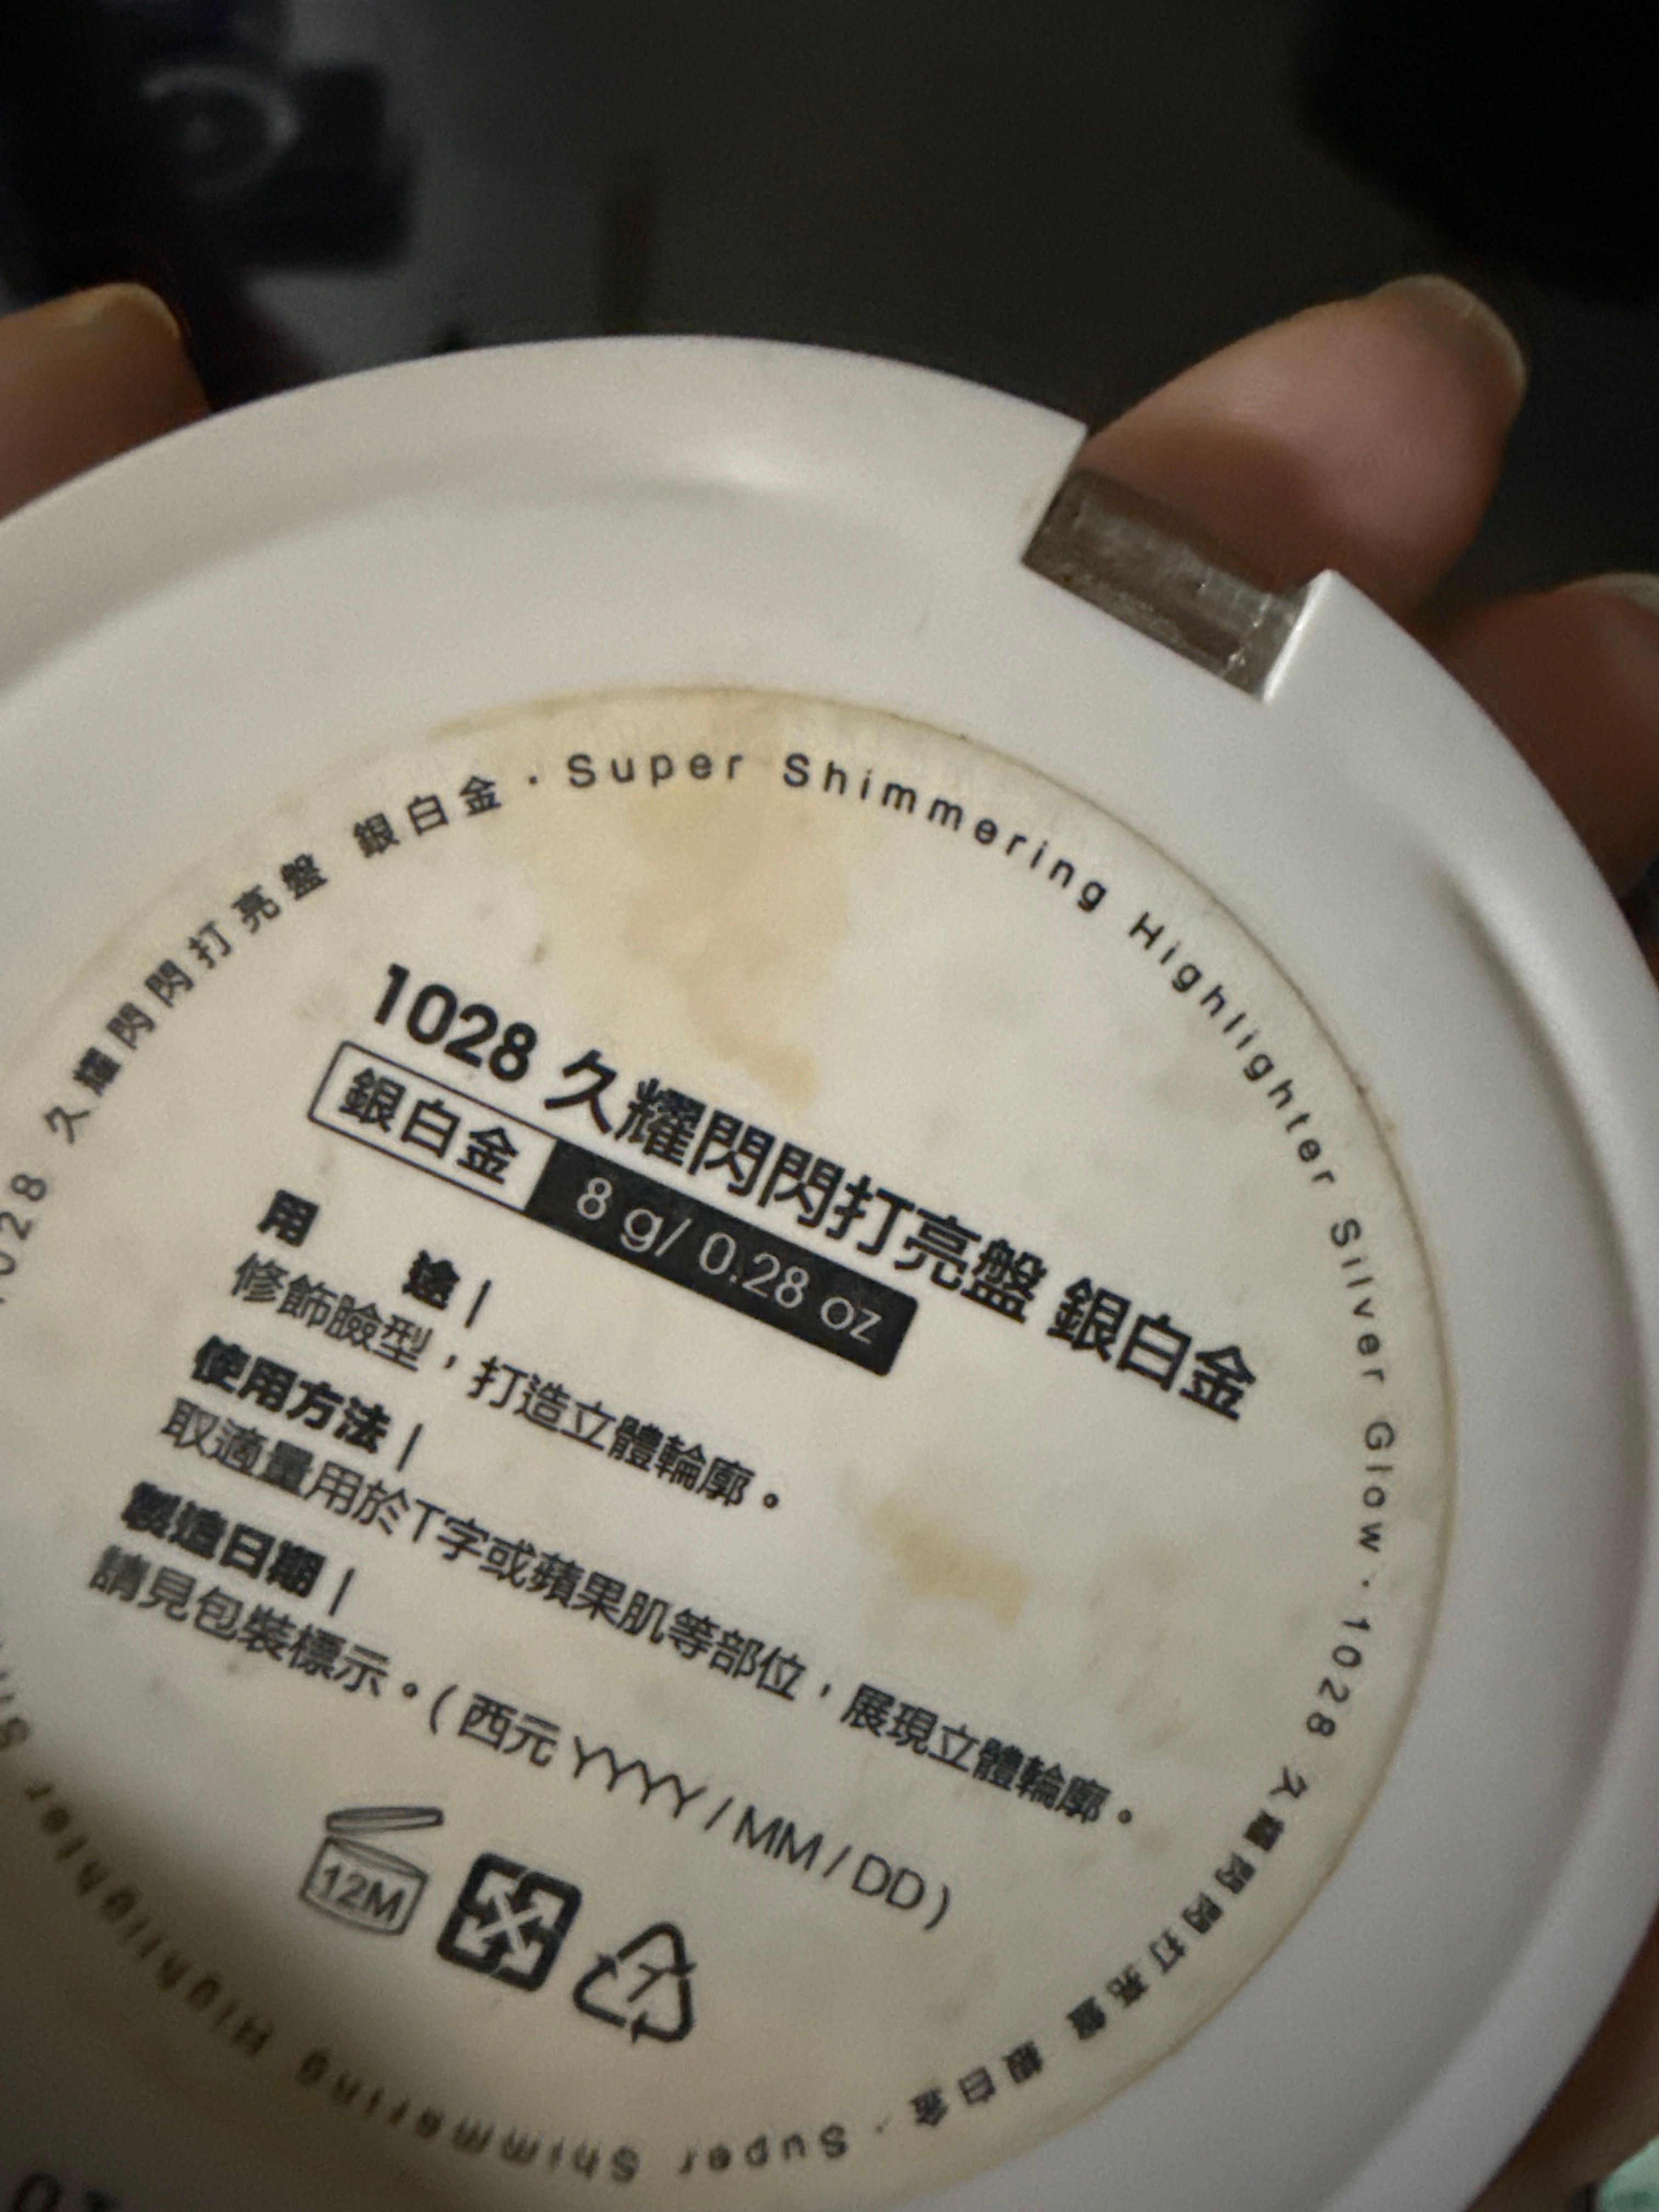 1028 久耀閃閃打亮盤 銀白金・Super Shimmering Highlighter Silver Glow・1028 久耀閃閃打亮盤 銀白金・Super Shimmering Highlighter
1028 久耀閃閃打亮盤 銀白金
銀白金 8 g/ 0.28 oz
用 途|
修飾臉型，打造立體輪廓。
使用方法|
取適量用於T字或蘋果肌等部位，展現立體輪廓。
製造日期|
請見包裝標示。(西元 YYYY / MM / DD)
12M
7